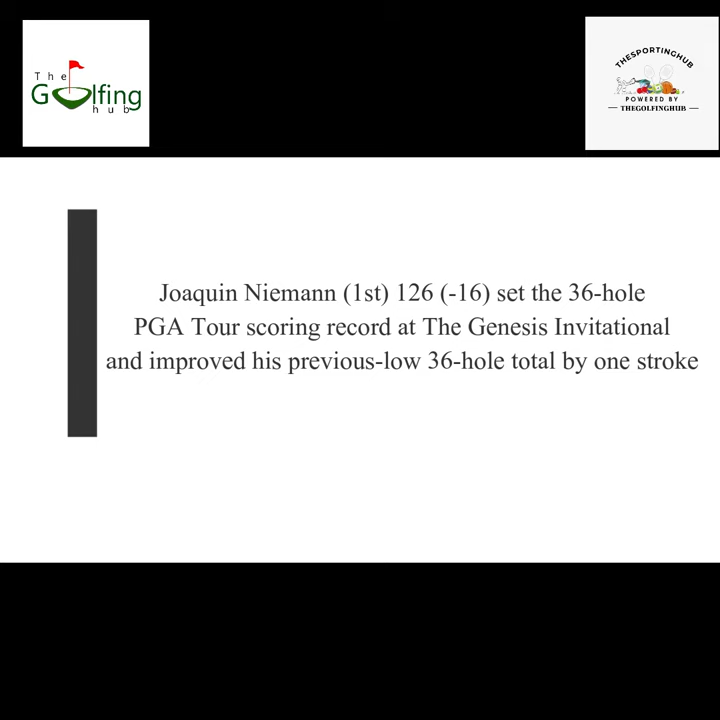 The
Golfing
hub
THESPORTINGHUB
POWERED BY
THEGOLFINGHUB
Joaquin Niemann (1st) 126 (-16) set the 36-hole
PGA Tour scoring record at The Genesis Invitational
and improved his previous-low 36-hole total by one stroke